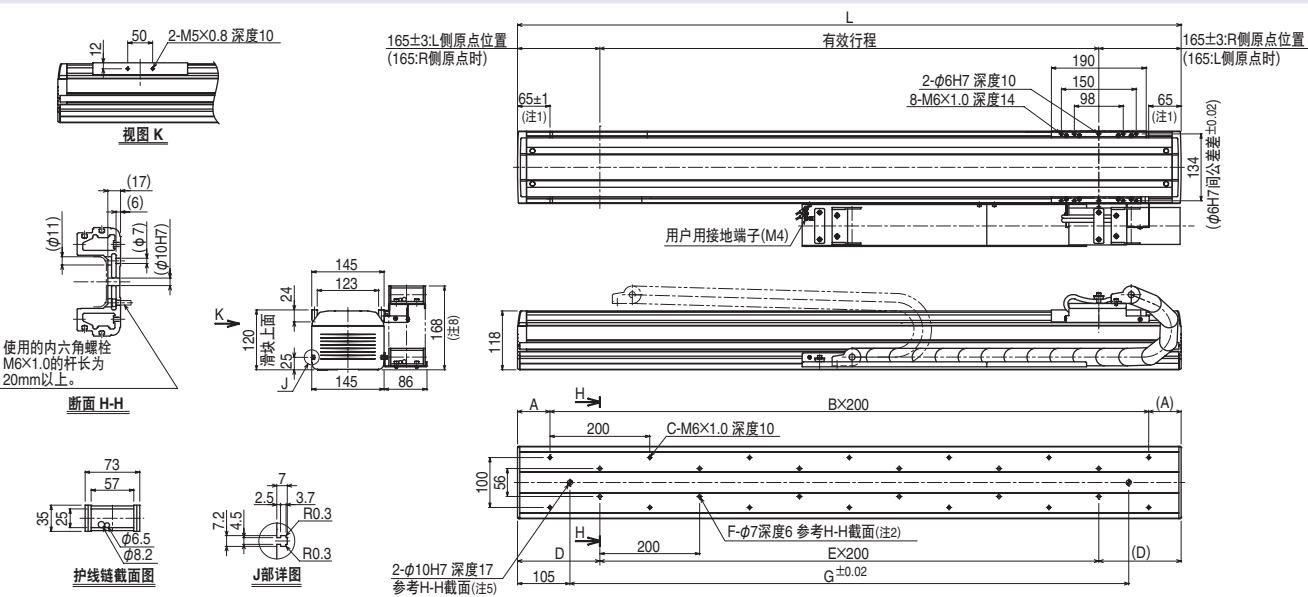 50
2-M5×0.8 深度10
12
视图 K
L
165±3:L侧原点位置
(165:R侧原点时)
有效行程
165±3:R侧原点位置
(165:L侧原点时)
190
2-φ6H7 深度10
150
8-M6×1.0 深度14
98
65±1
(注1)
65
(注1)
134
(φ6H7间公差差±0.02)
用户用接地端子(M4)
(17)
(6)
(φ11)
(φ7)
(φ10H7)
使用的内六角螺栓
M6×1.0的杆长为
20mm以上。
断面 H-H
145
123
24
K
120
滑块上面
25
J
145
86
168
(注8)
118
A
H
B×200
(A)
200
C-M6×1.0 深度10
100
56
F-φ7深度6 参考H-H截面(注2)
H
D
200
E×200
(D)
2-φ10H7 深度17
参考H-H截面(注5)
105
G±0.02
73
57
35
25
φ6.5
φ8.2
护线链截面图
7
2.5
3.7
7.2
4.5
R0.3
R0.3
J部详图